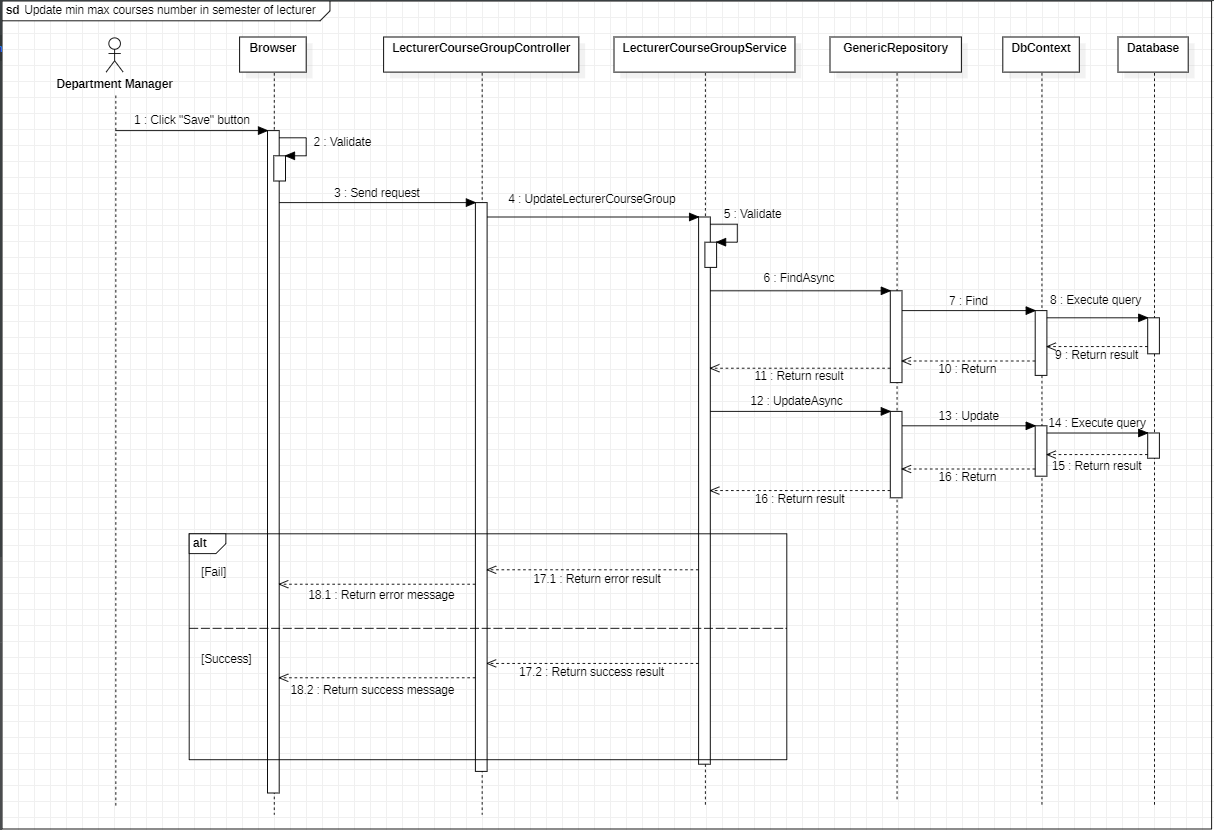 sd Update min max courses number in semester of lecturer
Department Manager
Browser
LecturerCourseGroupController
LecturerCourseGroupService
GenericRepository
DbContext
Database
1 : Click "Save" button
2 : Validate
3 : Send request
4 : UpdateLecturerCourseGroup
5 : Validate
6 : FindAsync
7 : Find
8 : Execute query
9 : Return result
10 : Return
11 : Return result
12 : UpdateAsync
13 : Update
14 : Execute query
15 : Return result
16 : Return
16 : Return result
alt
[Fail]
17.1 : Return error result
18.1 : Return error message
[Success]
17.2 : Return success result
18.2 : Return success message